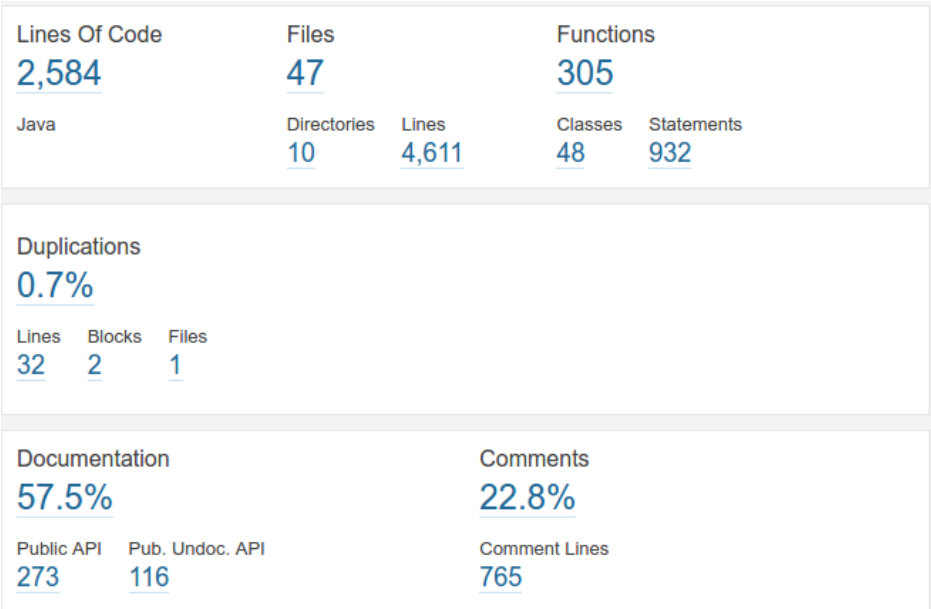 Lines Of Code Files Functions
2,584 47 305
Java Directories Lines Classes Statements
10 4,611 48 932
Duplications
0.7%
Lines Blocks Files
32 2 1
Documentation Comments
57.5% 22.8%
Public API Pub. Undoc. API Comment Lines
273 116 765